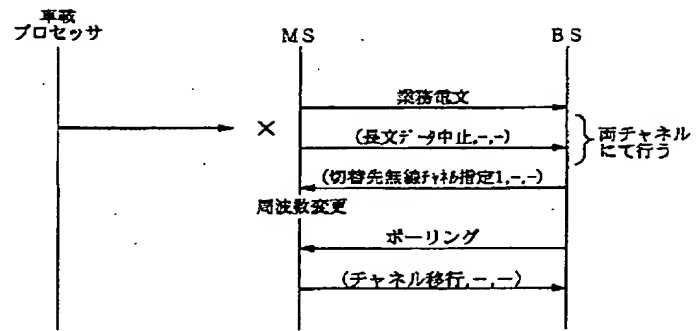 車載
プロセッサ
MS
BS
業務電文
×
(長文データ中止,-,-)
両チャネル
にて行う
(切替先無線チャネル指定1,-,-)
周波数変更
ポーリング
(チャネル移行,-,-)